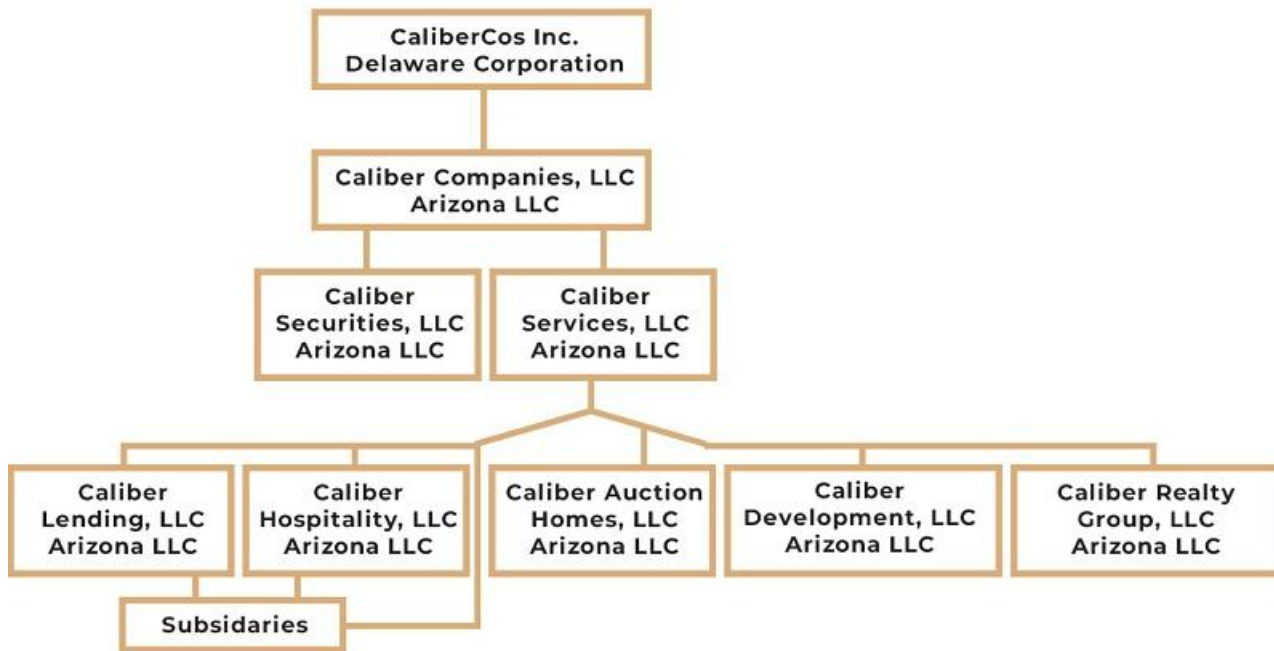 CaliberCos Inc.
Delaware Corporation
Caliber Companies, LLC
Arizona LLC
Caliber
Securities, LLC
Arizona LLC
Caliber
Services, LLC
Arizona LLC
Caliber
Lending, LLC
Arizona LLC
Caliber
Hospitality, LLC
Arizona LLC
Caliber Auction
Homes, LLC
Arizona LLC
Caliber
Development, LLC
Arizona LLC
Caliber Realty
Group, LLC
Arizona LLC
Subsidaries